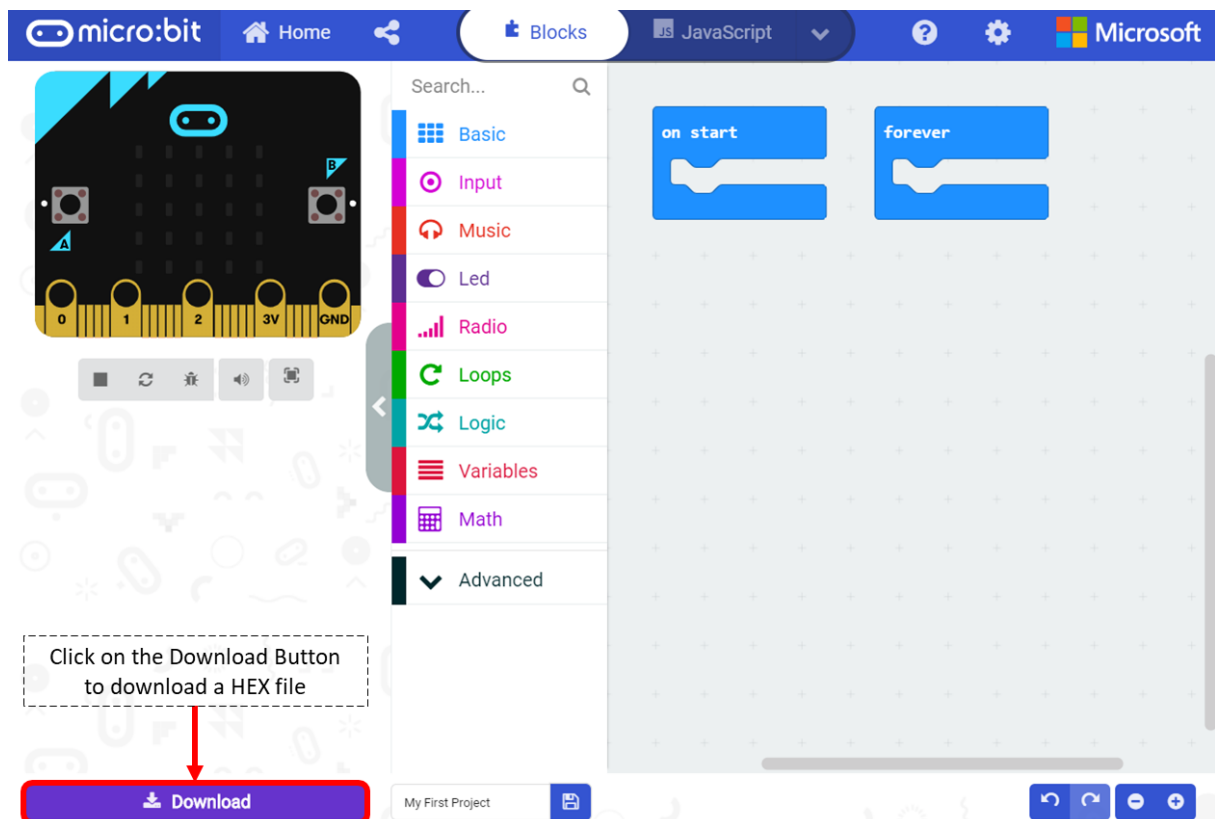 micro:bit
Home
Blocks
JS JavaScript
?
Microsoft
Search...
Basic
Input
Music
Led
Radio
Loops
Logic
Variables
Math
Advanced
B
A
0 1 2 3V GND
on start
forever
Click on the Download Button
to download a HEX file
Download
My First Project